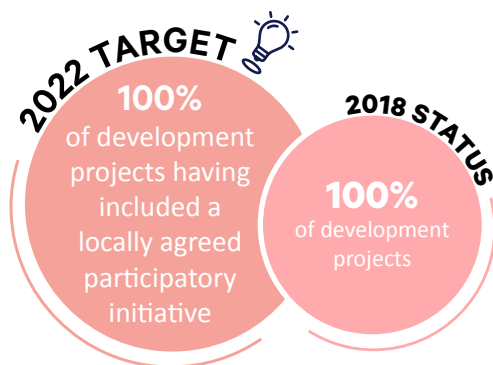 2022 TARGET
100%
of development
projects having
included a
locally agreed
participatory
initiative
2018 STATUS
100%
of development
projects